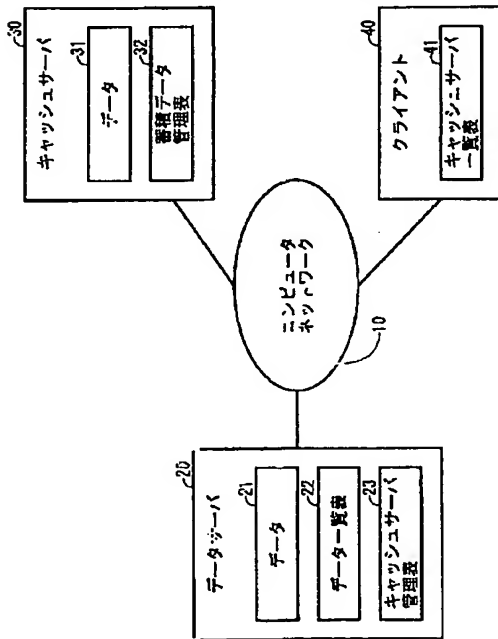 20
データサーバ
21
データ
22
データ一覧表
23
キャッシュサーバ
管理表
コンピュータ
ネットワーク
10
40
クライアント
41
キャッシュサーバ
一覧表
30
キャッシュサーバ
31
データ
32
蓄積データ
管理表